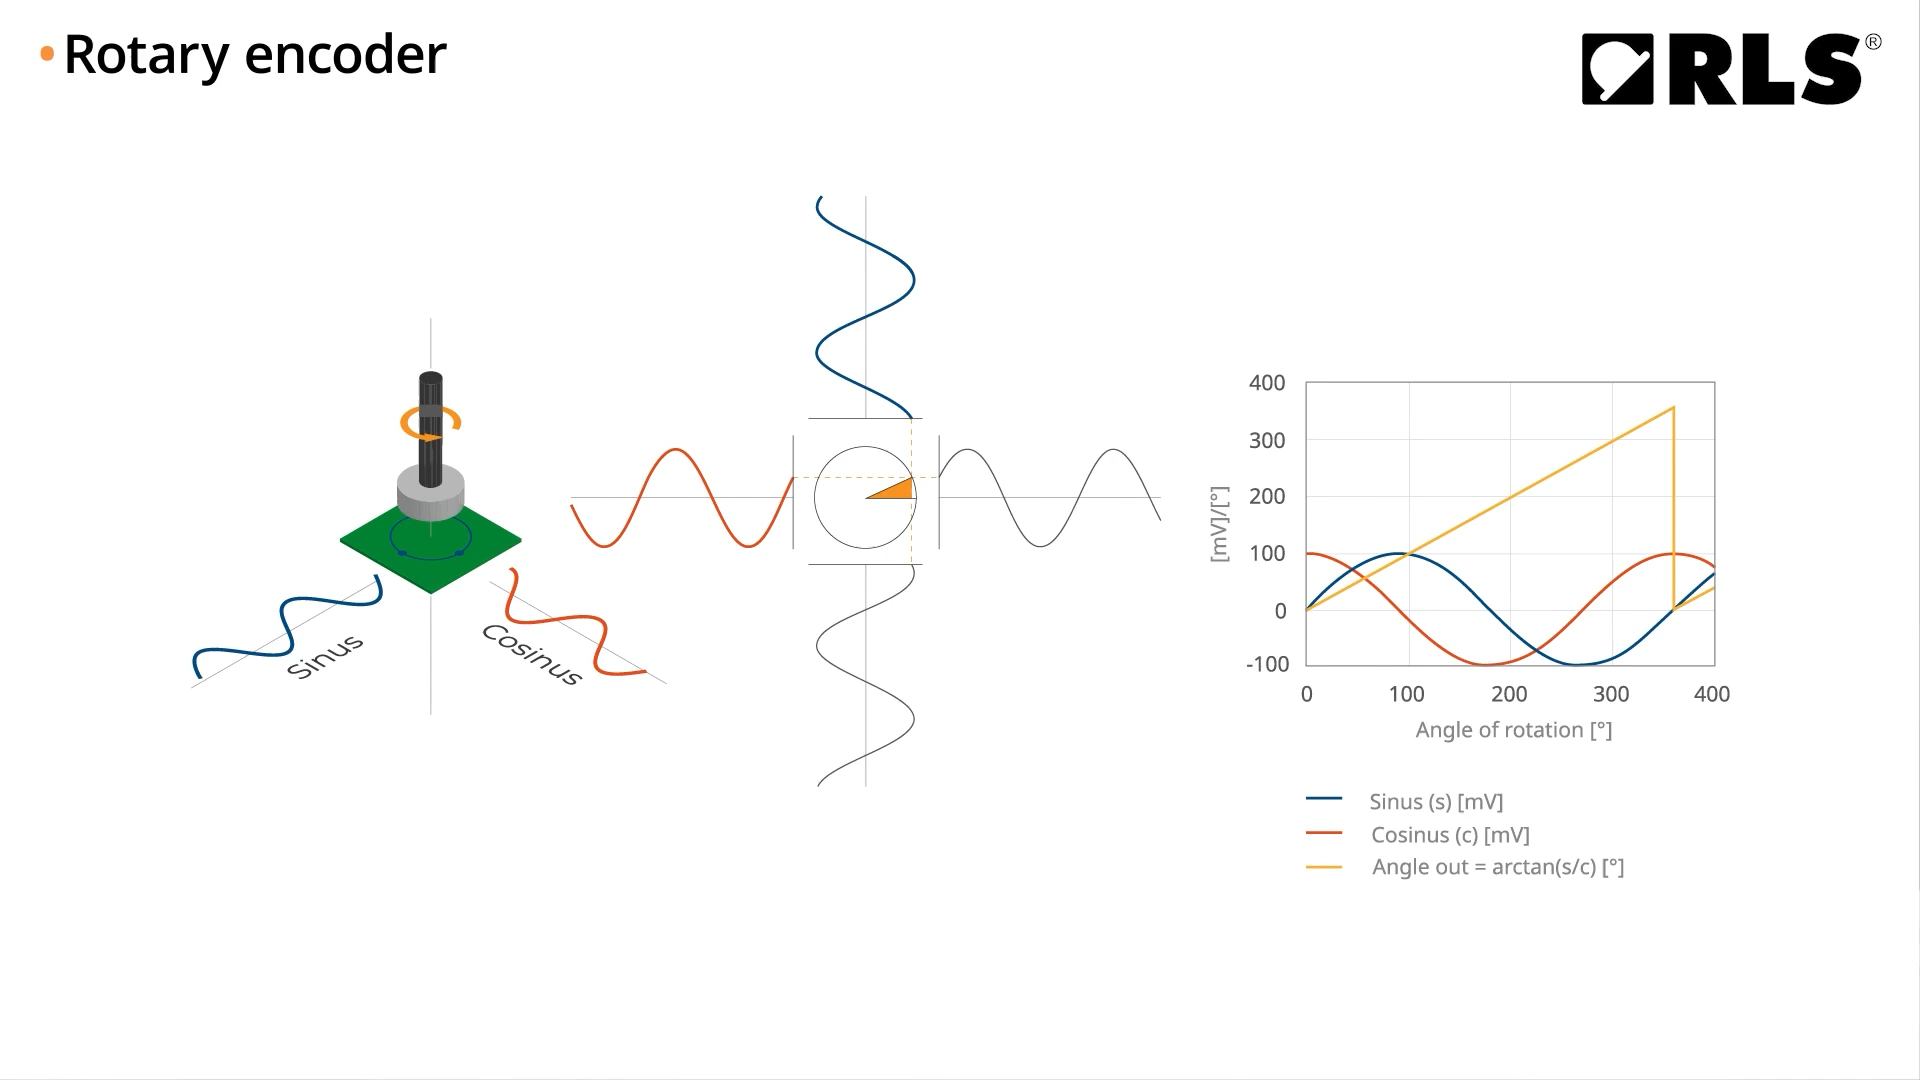 Rotary encoder
RLS®
Sinus
Cosinus
400
300
200
100
0
-100
[mV]/[°]
0 100 200 300 400
Angle of rotation [°]
Sinus (s) [mV]
Cosinus (c) [mV]
Angle out = arctan(s/c) [°]